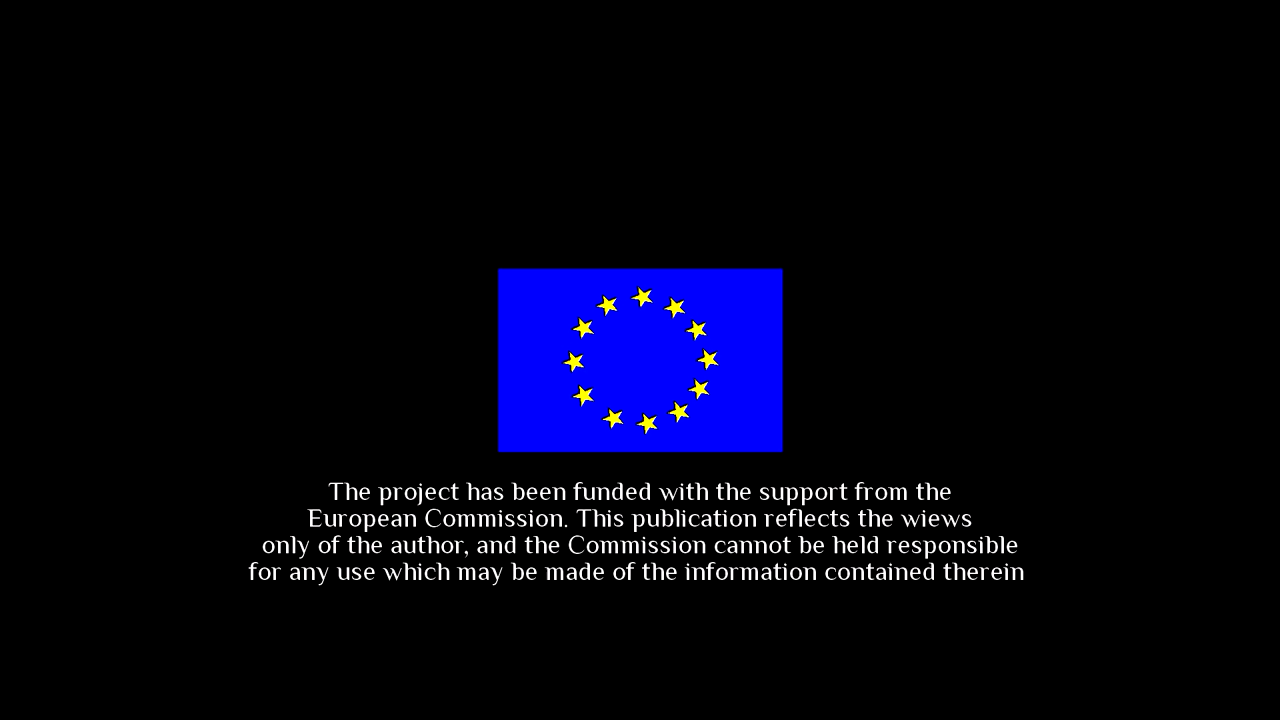 The project has been funded with the support from the
European Commission. This publication reflects the wiews
only of the author, and the Commission cannot be held responsible
for any use which may be made of the information contained therein